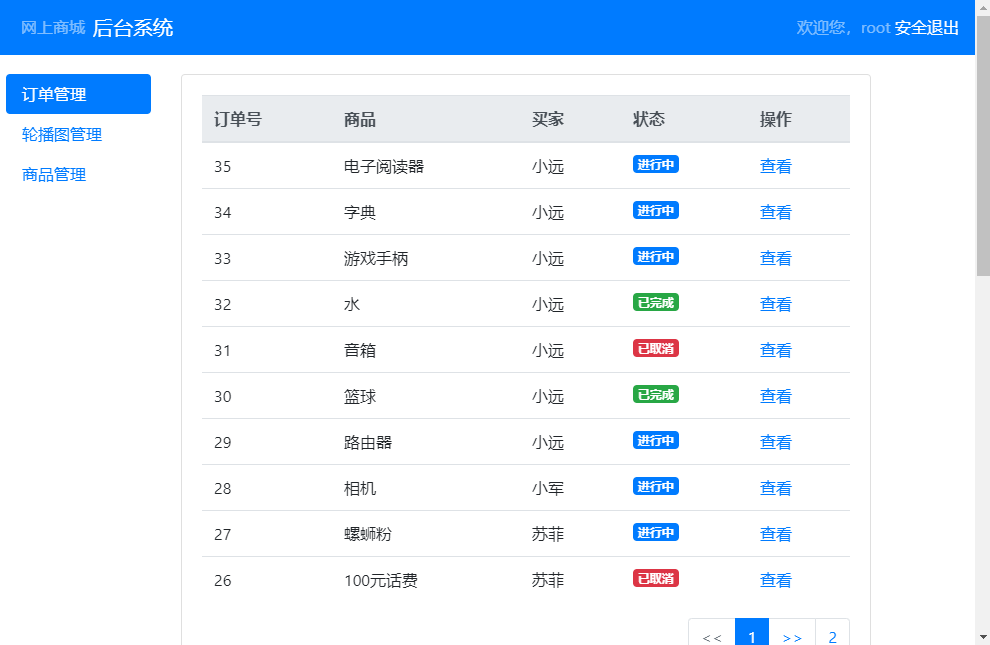 网上商城 后台系统 欢迎您，root 安全退出
订单管理
轮播图管理
商品管理
订单号 商品 买家 状态 操作
35 电子阅读器 小远 进行中 查看
34 字典 小远 进行中 查看
33 游戏手柄 小远 进行中 查看
32 水 小远 已完成 查看
31 音箱 小远 已取消 查看
30 篮球 小远 已完成 查看
29 路由器 小远 进行中 查看
28 相机 小军 进行中 查看
27 螺蛳粉 苏菲 进行中 查看
26 100元话费 苏菲 已取消 查看
<< 1 >> 2